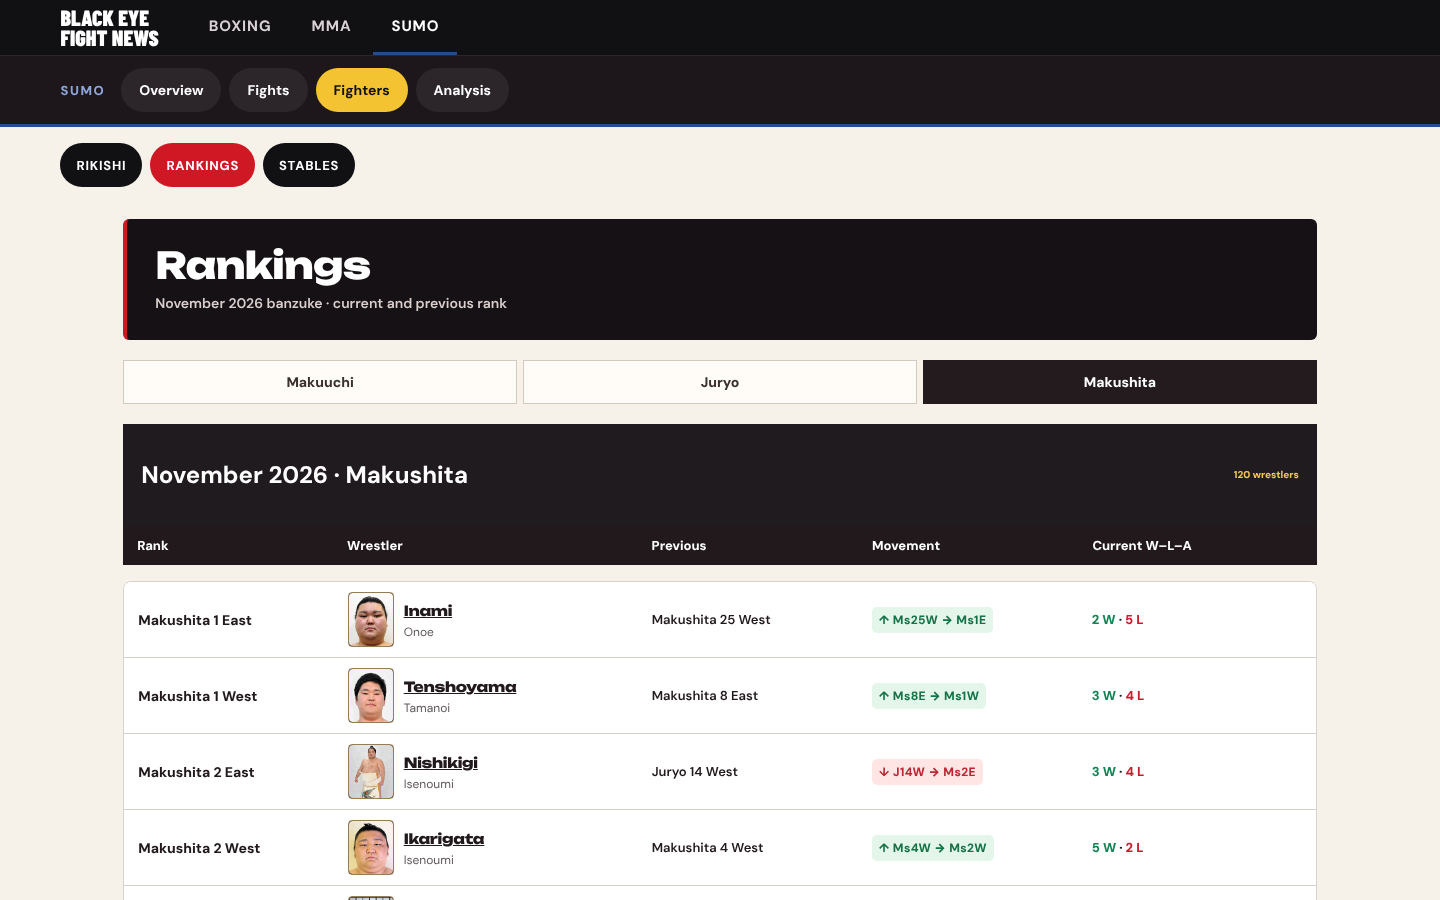 BLACK EYE
FIGHT NEWS
BOXING
MMA
SUMO
SUMO
Overview
Fights
Fighters
Analysis
RIKISHI
RANKINGS
STABLES
Rankings
November 2026 banzuke · current and previous rank
Makuuchi
Juryo
Makushita
November 2026 · Makushita
120 wrestlers
Rank
Wrestler
Previous
Movement
Current W–L–A
Makushita 1 East
Inami
Onoe
Makushita 25 West
↑ Ms25W → Ms1E
2 W · 5 L
Makushita 1 West
Tenshoyama
Tamanoi
Makushita 8 East
↑ Ms8E → Ms1W
3 W · 4 L
Makushita 2 East
Nishikigi
Isenoumi
Juryo 14 West
↓ J14W → Ms2E
3 W · 4 L
Makushita 2 West
Ikarigata
Isenoumi
Makushita 4 West
↑ Ms4W → Ms2W
5 W · 2 L